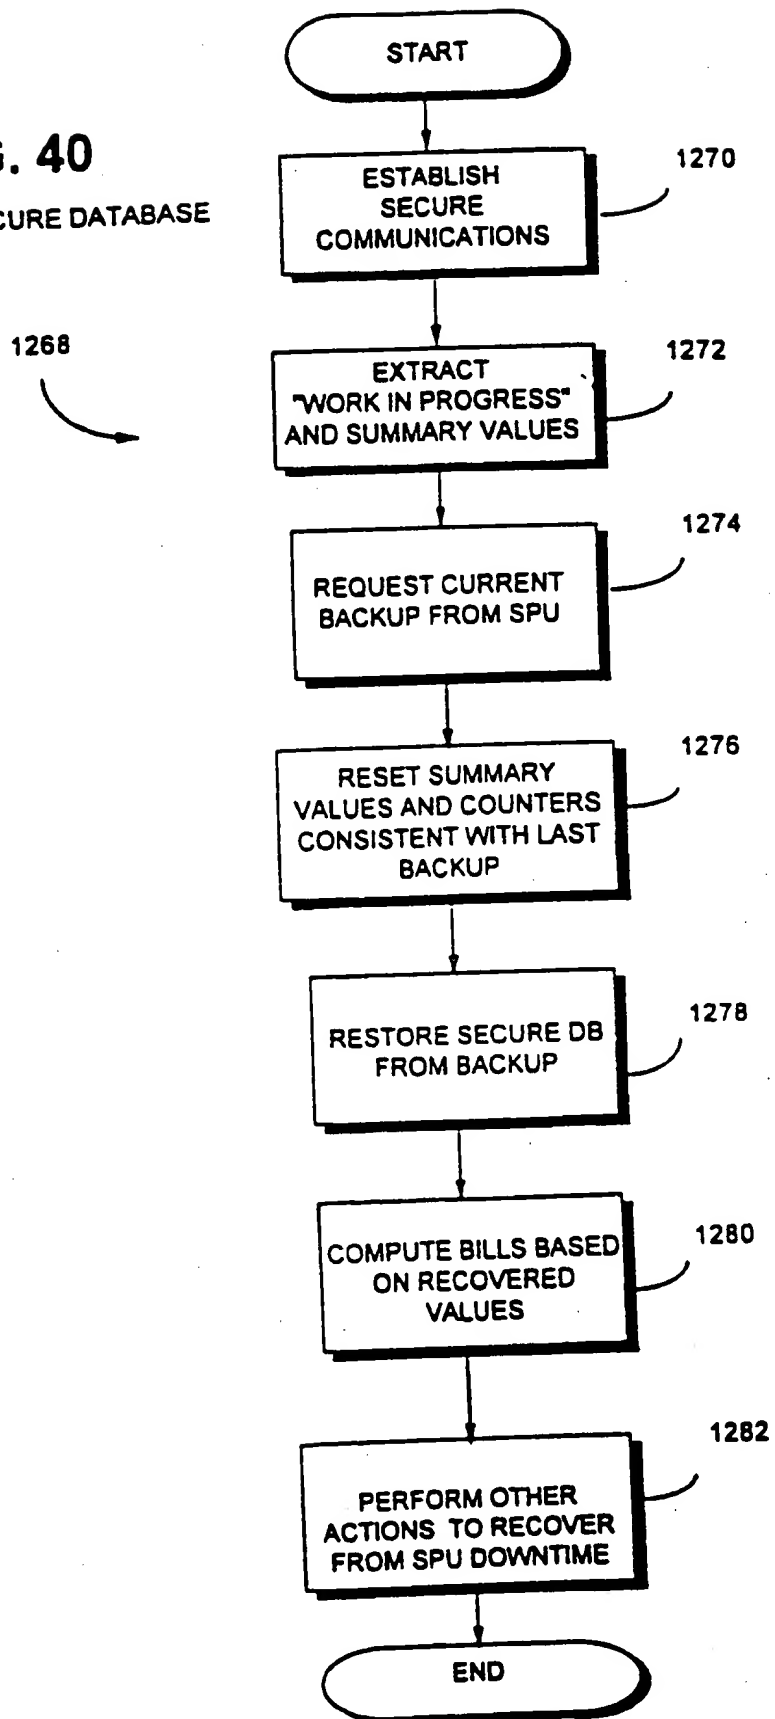 START
. 40
CURE DATABASE
1268
ESTABLISH
SECURE
COMMUNICATIONS
1270
EXTRACT
"WORK IN PROGRESS"
AND SUMMARY VALUES
1272
REQUEST CURRENT
BACKUP FROM SPU
1274
RESET SUMMARY
VALUES AND COUNTERS
CONSISTENT WITH LAST
BACKUP
1276
RESTORE SECURE DB
FROM BACKUP
1278
COMPUTE BILLS BASED
ON RECOVERED
VALUES
1280
PERFORM OTHER
ACTIONS TO RECOVER
FROM SPU DOWNTIME
1282
END